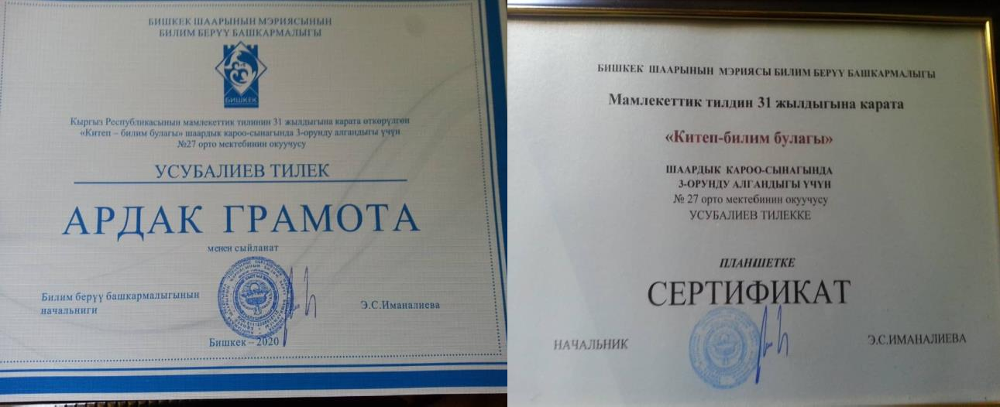 БИШКЕК ШААРЫНЫН МЭРИЯСЫНЫН
БИЛИМ БЕРҮҮ БАШКАРМАЛЫГЫ
БИШКЕК
Кыргыз Республикасынын мамлекеттик тилинин 31 жылдыгына карата өткөрүлгөн
«Китеп – билим булагы» шаардык кароо-сынагында 3-орунду алгандыгы үчүн
№27 орто мектебинин окуучусу
УСУБАЛИЕВ ТИЛЕК
АРДАК ГРАМОТА
менен сыйланат
Билим берүү башкармалыгынын
начальниги
Э.С.Иманалиева
Бишкек – 2020
БИШКЕК ШААРЫНЫН МЭРИЯСЫ БИЛИМ БЕРҮҮ БАШКАРМАЛЫГЫ
Мамлекеттик тилдин 31 жылдыгына карата
«Китеп-билим булагы»
ШААРДЫК КАРОО-СЫНАГЫНДА
3-ОРУНДУ АЛГАНДЫГЫ ҮЧҮН
№ 27 орто мектебинин окуучусу
УСУБАЛИЕВ ТИЛЕККЕ
ПЛАНШЕТКЕ
СЕРТИФИКАТ
НАЧАЛЬНИК
Э.С.ИМАНАЛИЕВА